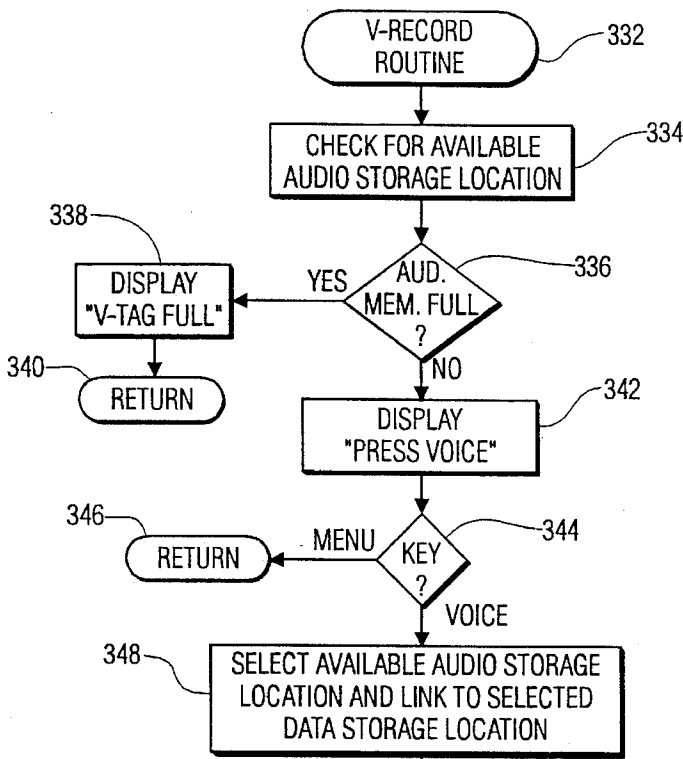 V-RECORD
ROUTINE
332
CHECK FOR AVAILABLE
AUDIO STORAGE LOCATION
334
338
DISPLAY
"V-TAG FULL"
YES
AUD.
MEM. FULL
?
336
340
RETURN
NO
DISPLAY
"PRESS VOICE"
342
346
RETURN
MENU
KEY
?
344
VOICE
348
SELECT AVAILABLE AUDIO STORAGE
LOCATION AND LINK TO SELECTED
DATA STORAGE LOCATION